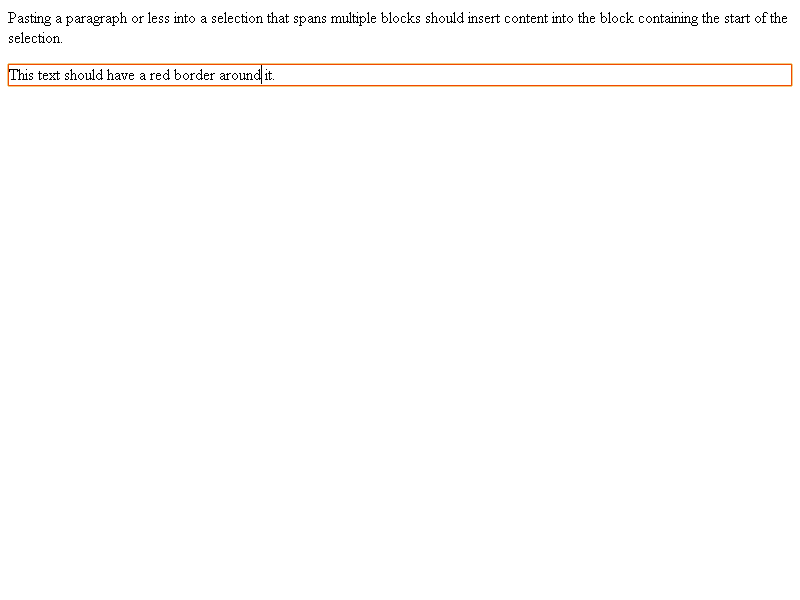 Pasting a paragraph or less into a selection that spans multiple blocks should insert content into the block containing the start of the
selection.
This text should have a red border around it.